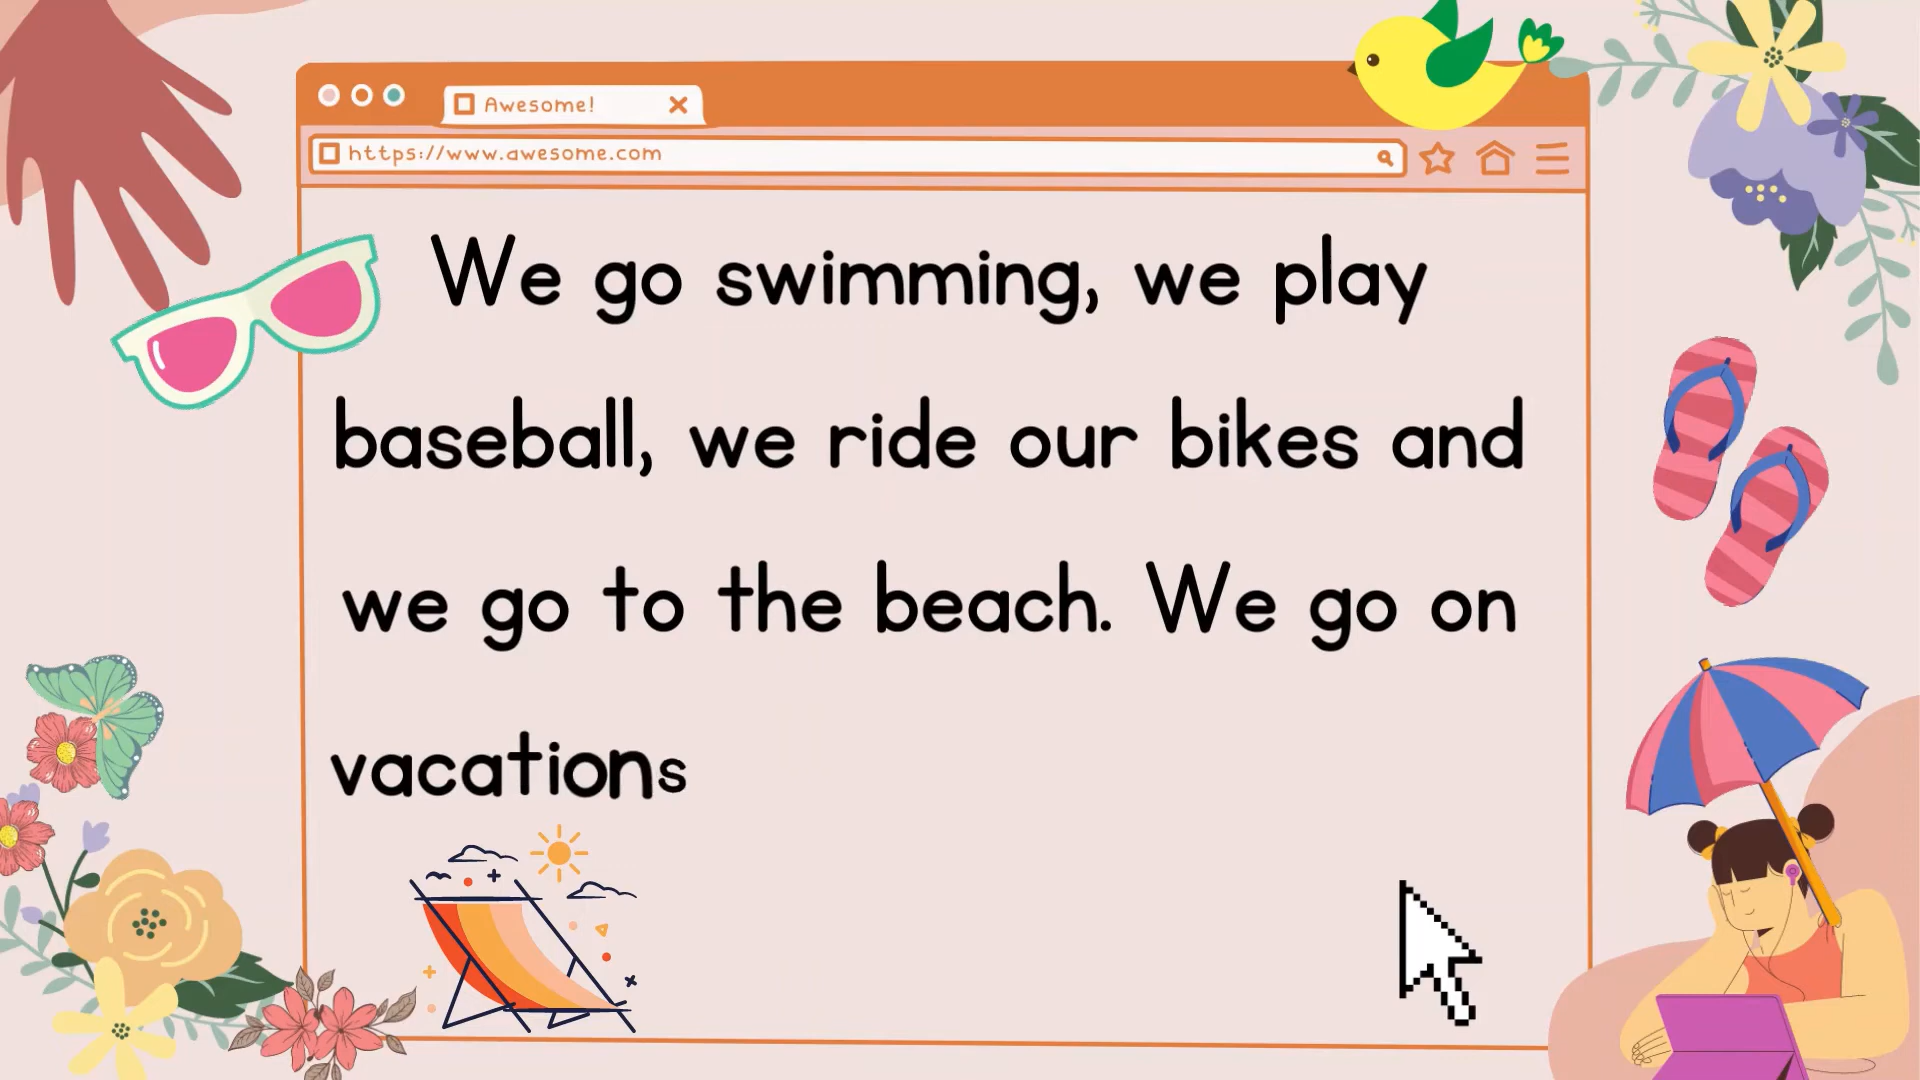 Awesome!
https://www.awesome.com
We go swimming, we play
baseball, we ride our bikes and
we go to the beach. We go on
vacations